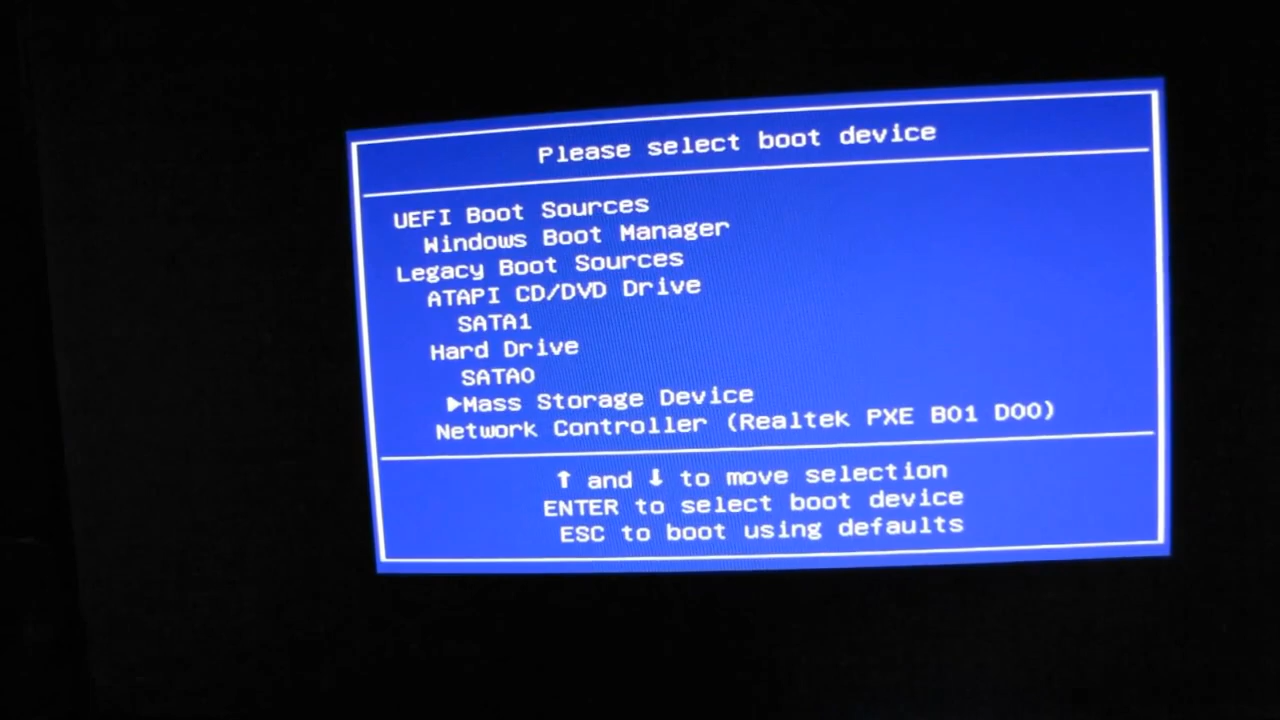 Please select boot device
UEFI Boot Sources
Windows Boot Manager
Legacy Boot Sources
ATAPI CD/DVD Drive
SATA1
Hard Drive
SATA0
▶Mass Storage Device
Network Controller (Realtek PXE B01 D00)
↑ and ↓ to move selection
ENTER to select boot device
ESC to boot using defaults